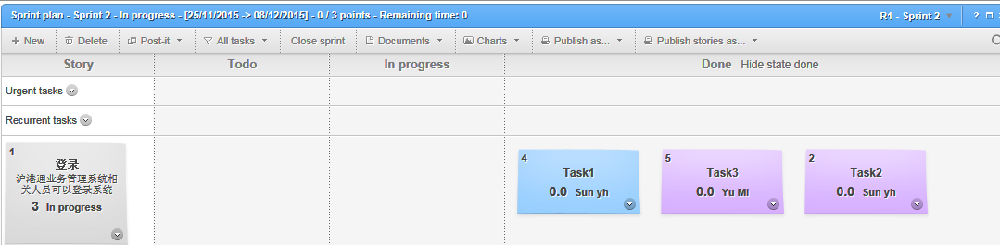 Sprint plan - Sprint 2 - In progress - [25/11/2015 -> 08/12/2015] - 0 / 3 points - Remaining time: 0 R1 - Sprint 2 ?
+ New Delete Post-it All tasks Close sprint Documents Charts Publish as... Publish stories as...
Story Todo In progress Done Hide state done
Urgent tasks
Recurrent tasks
1
登录
沪港通业务管理系统相
关人员可以登录系统
3 In progress
4
Task1
0.0 Sun yh
5
Task3
0.0 Yu Mi
2
Task2
0.0 Sun yh